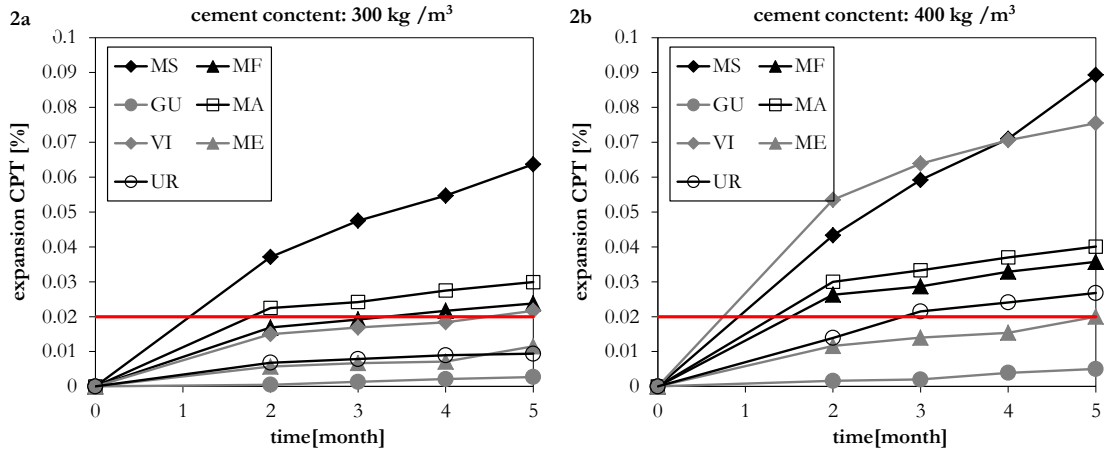 2a
cement conctent: 300 kg /m³
0.1
0.09
0.08
0.07
0.06
0.05
0.04
0.03
0.02
0.01
0
expansion CPT [%]
MS MF
GU MA
VI ME
UR
0 1 2 3 4 5
time[month]
2b
cement conctent: 400 kg /m³
0.1
0.09
0.08
0.07
0.06
0.05
0.04
0.03
0.02
0.01
0
expansion CPT [%]
MS MF
GU MA
VI ME
UR
0 1 2 3 4 5
time[month]